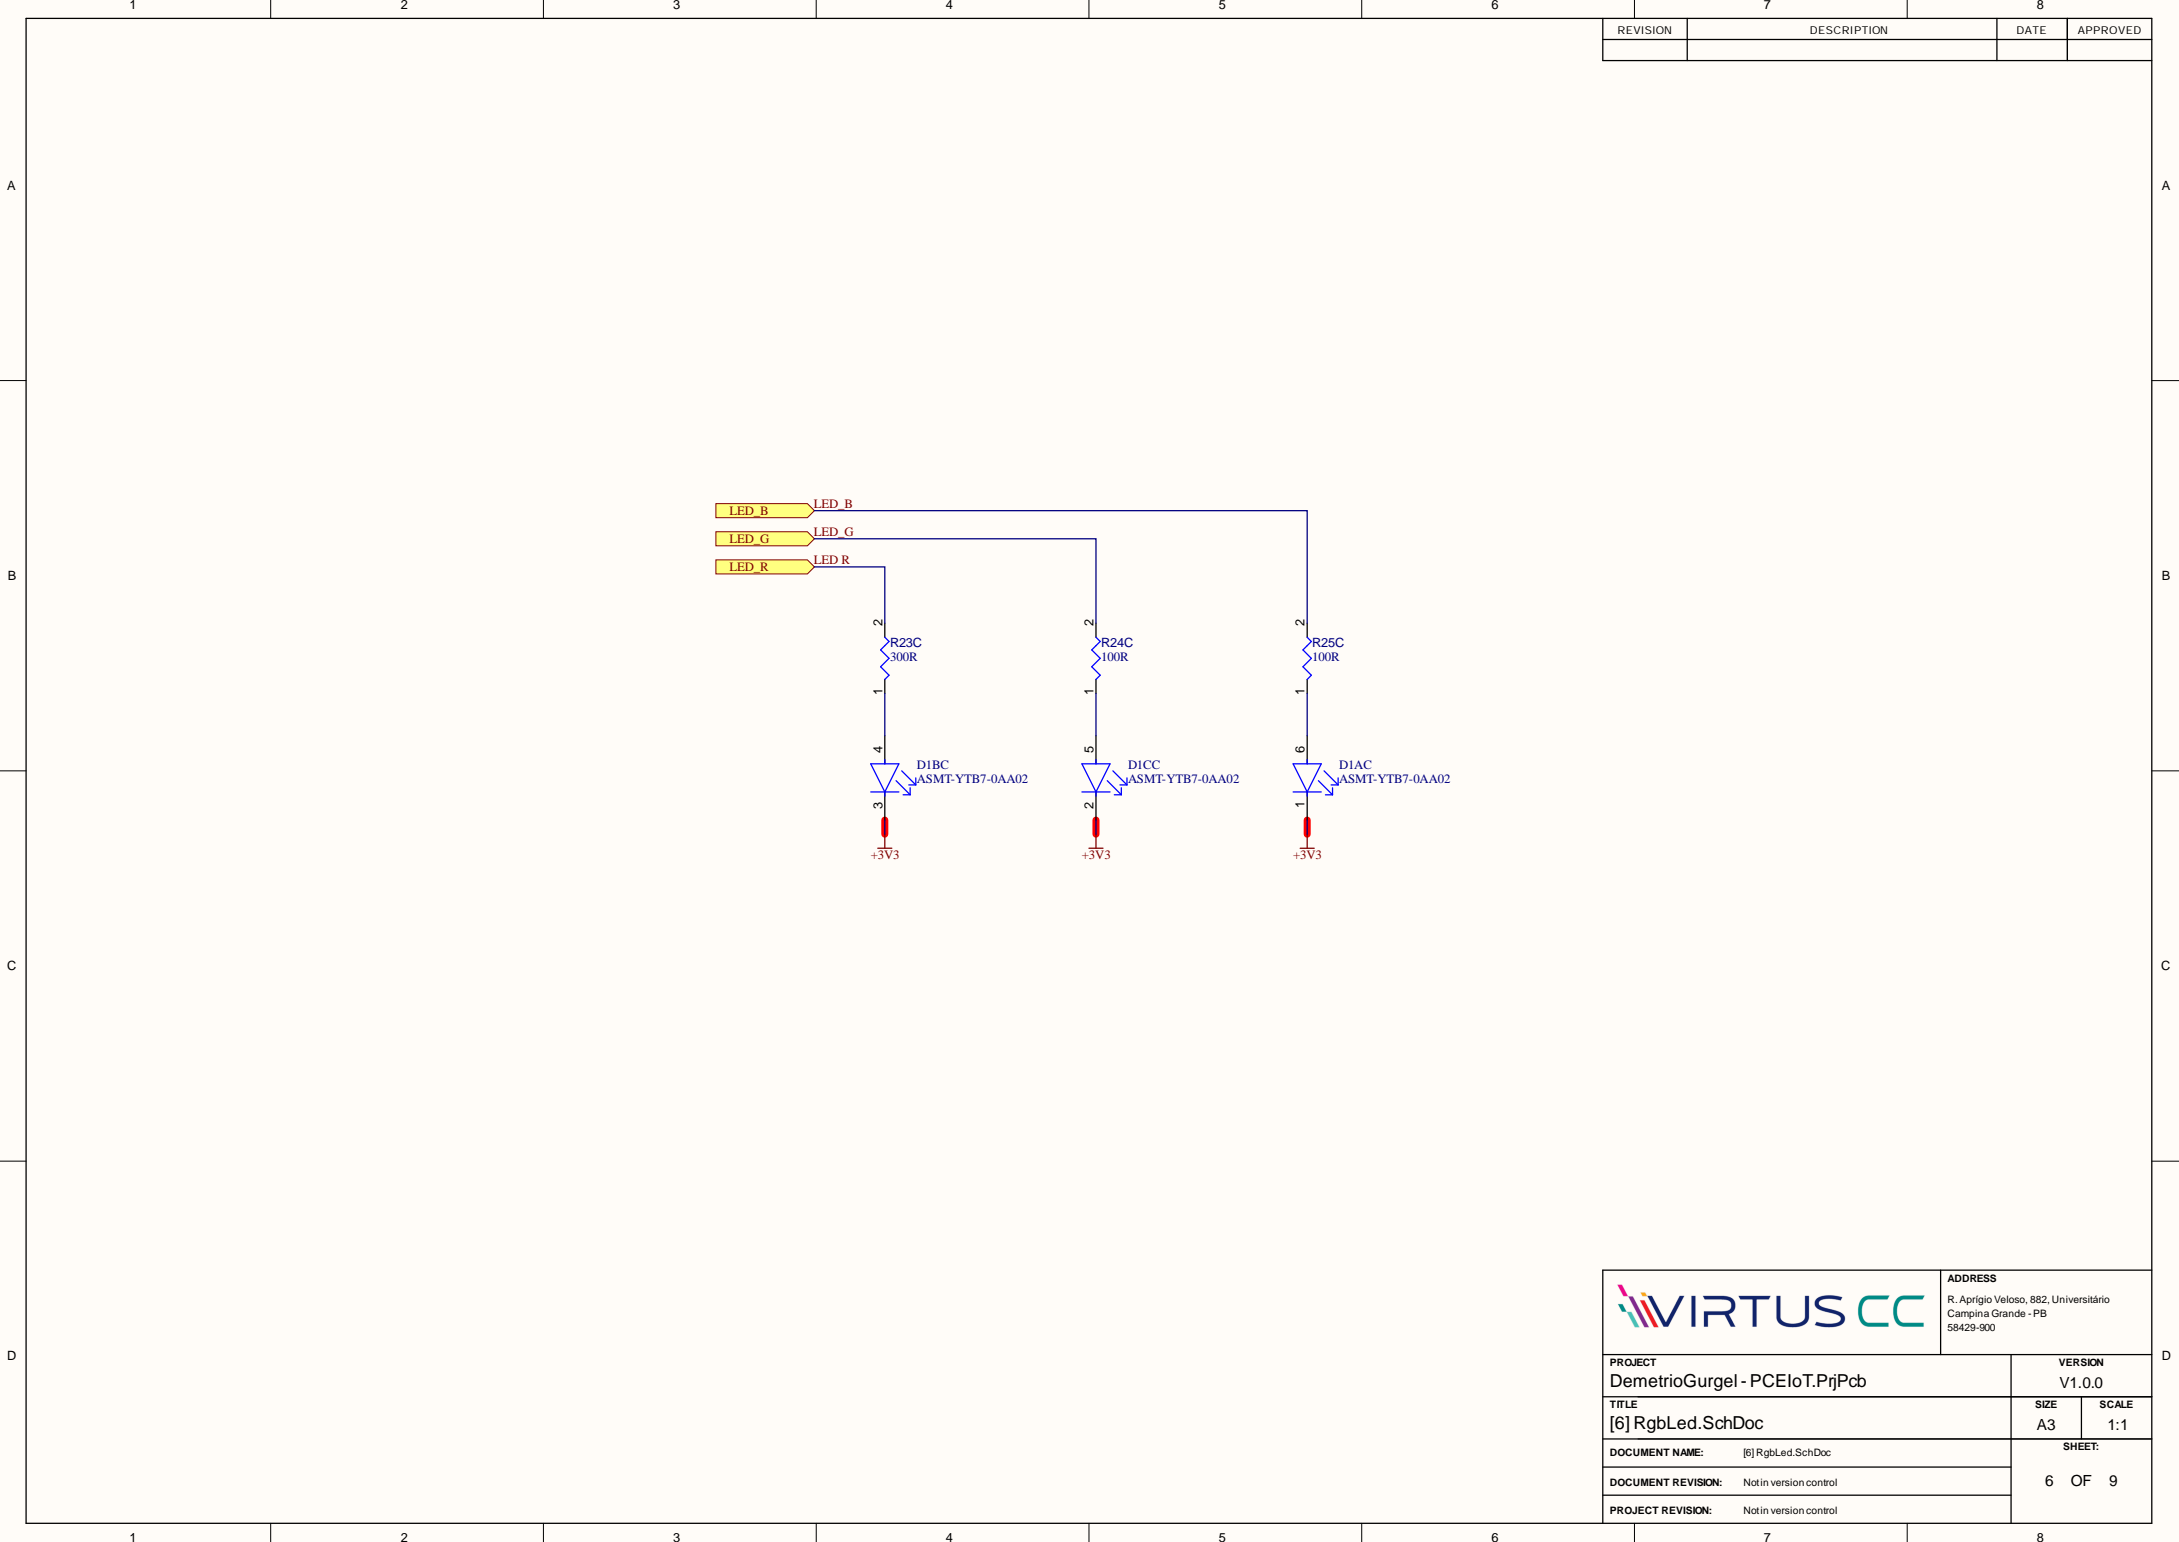 1 2 3 4 5 6 7 8
REVISION DESCRIPTION DATE APPROVED
A A
LED_B LED_B
LED_G LED_G
LED_R LED R
B B
2 2 2
R23C R24C R25C
300R 100R 100R
1 1 1
4 5 6
D1BC D1CC D1AC
ASMT-YTB7-0AA02 ASMT-YTB7-0AA02 ASMT-YTB7-0AA02
3 2 1
+3V3 +3V3 +3V3
C C
VIRTUS CC
ADDRESS
R. Aprígio Veloso, 882, Universitário
Campina Grande - PB
58429-900
D D
PROJECT
DemetrioGurgel - PCEIoT.PrjPcb
VERSION
V1.0.0
TITLE
[6] RgbLed.SchDoc
SIZE
A3
SCALE
1:1
DOCUMENT NAME: [6] RgbLed.SchDoc
DOCUMENT REVISION: Not in version control
PROJECT REVISION: Not in version control
SHEET:
6 OF 9
1 2 3 4 5 6 7 8